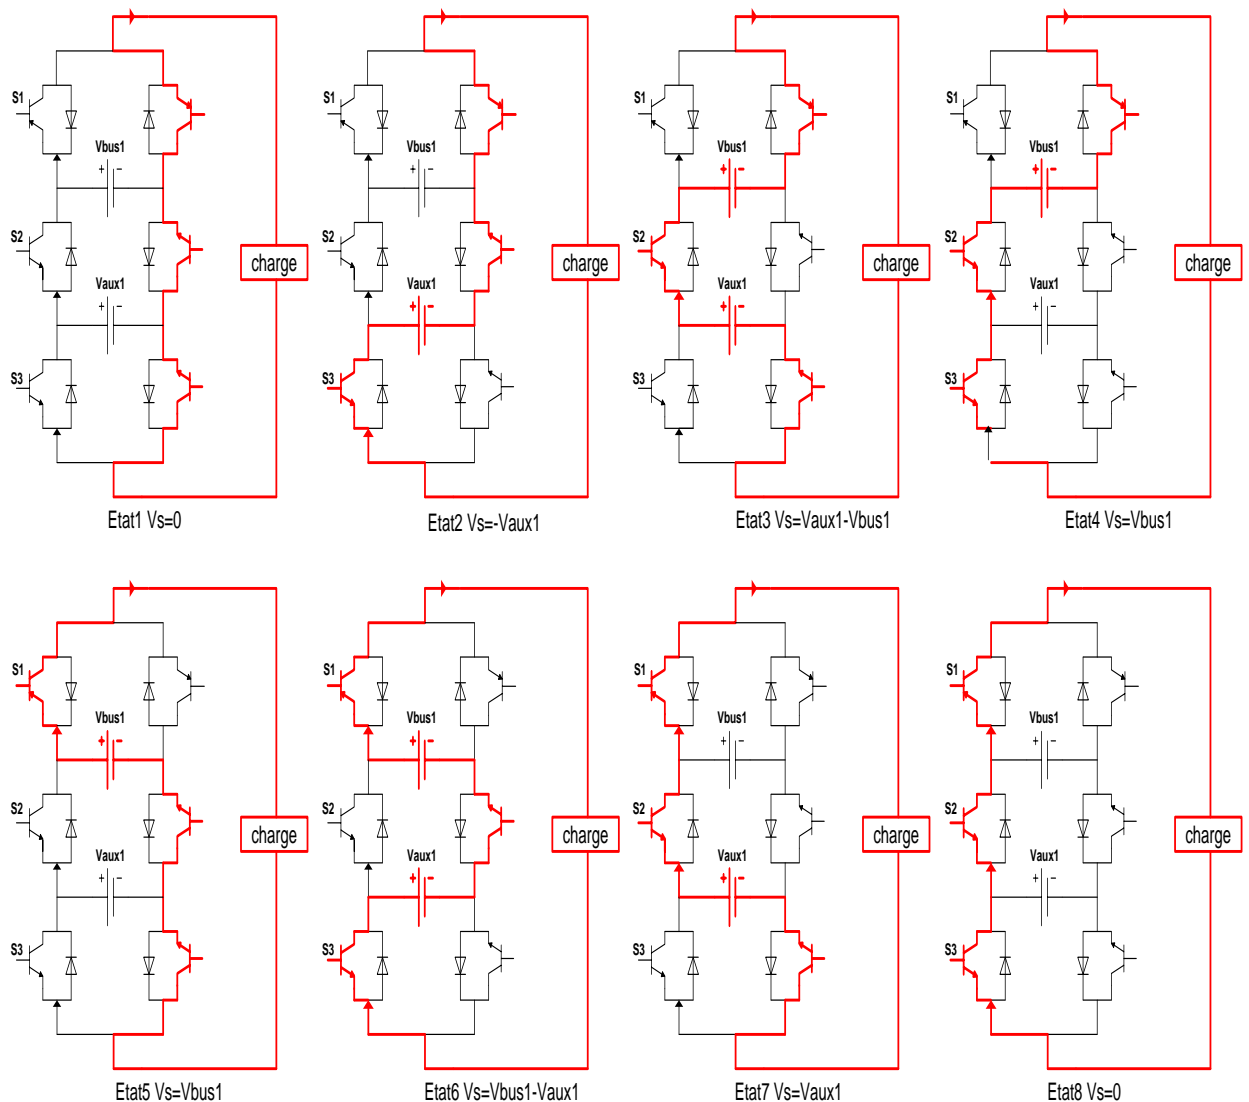 S1
Vbus1
+ -
S2
charge
Vaux1
+ -
S3
Etat1 Vs=0
S1
Vbus1
+ -
S2
charge
Vaux1
+ -
S3
Etat2 Vs=-Vaux1
S1
Vbus1
+ -
S2
charge
Vaux1
+ -
S3
Etat3 Vs=Vaux1-Vbus1
S1
Vbus1
+ -
S2
charge
Vaux1
+ -
S3
Etat4 Vs=Vbus1
S1
Vbus1
+ -
S2
charge
Vaux1
+ -
S3
Etat5 Vs=Vbus1
S1
Vbus1
+ -
S2
charge
Vaux1
+ -
S3
Etat6 Vs=Vbus1-Vaux1
S1
Vbus1
+ -
S2
charge
Vaux1
+ -
S3
Etat7 Vs=Vaux1
S1
Vbus1
+ -
S2
charge
Vaux1
+ -
S3
Etat8 Vs=0